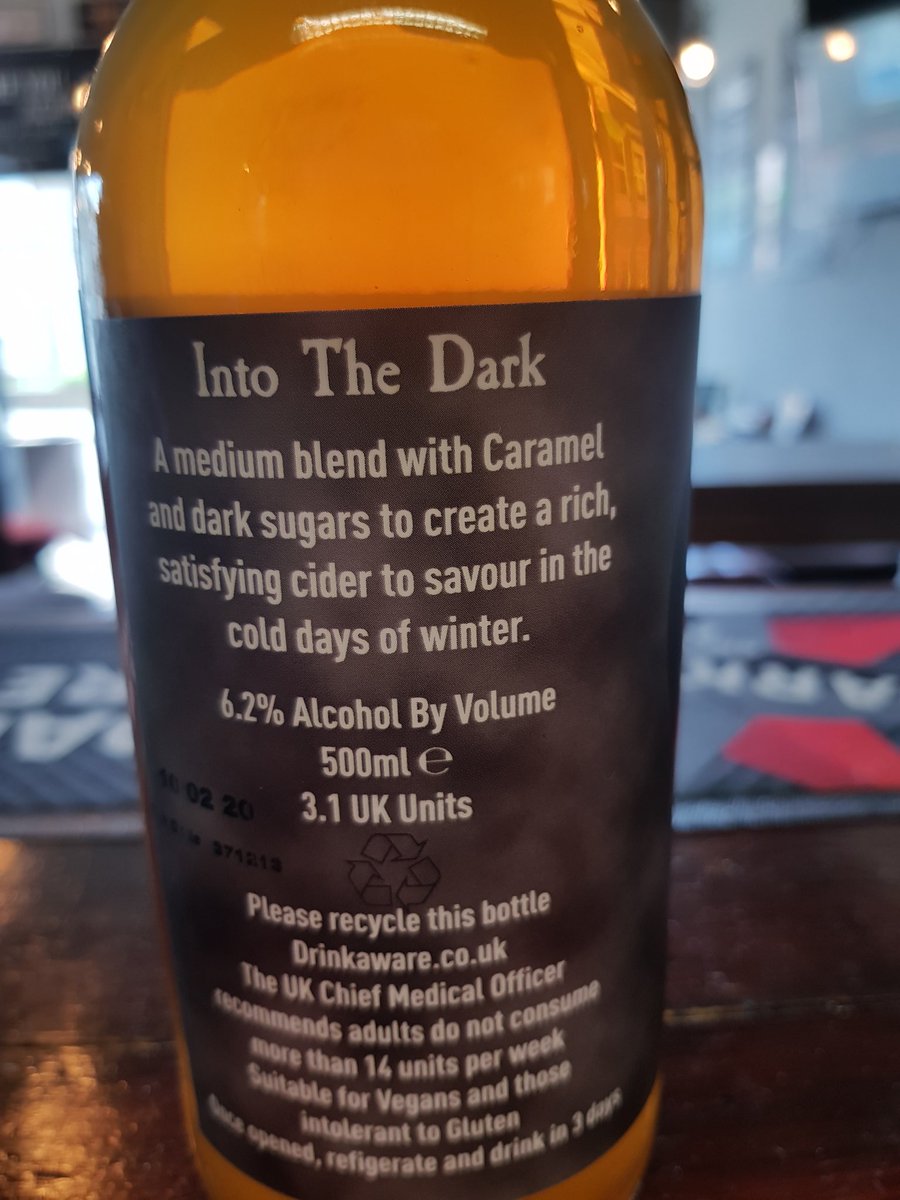 Into The Dark
A medium blend with Caramel
and dark sugars to create a rich,
satisfying cider to savour in the
cold days of winter.
6.2% Alcohol By Volume
500ml ℮
3.1 UK Units
02 20
Please recycle this bottle
Drinkaware.co.uk
The UK Chief Medical Officer
recommends adults do not consume
more than 14 units per week
Suitable for Vegans and those
intolerant to Gluten
Once opened, refigerate and drink in 3 days